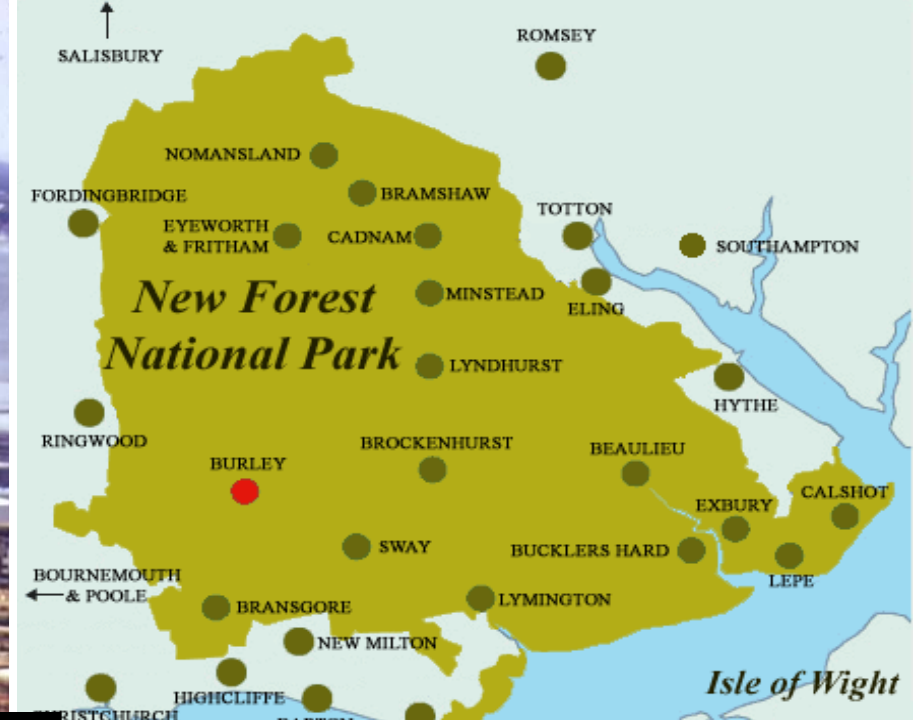 SALISBURY
ROMSEY
NOMANSLAND
FORDINGBRIDGE
BRAMSHAW
TOTTON
EYEWORTH
& FRITHAM
CADNAM
SOUTHAMPTON
New Forest
MINSTEAD
ELING
National Park
LYNDHURST
HYTHE
RINGWOOD
BROCKENHURST
BEAULIEU
BURLEY
CALSHOT
EXBURY
SWAY
BUCKLERS HARD
BOURNEMOUTH
& POOLE
LEPE
BRANSGORE
LYMINGTON
NEW MILTON
Isle of Wight
HIGHCLIFFE